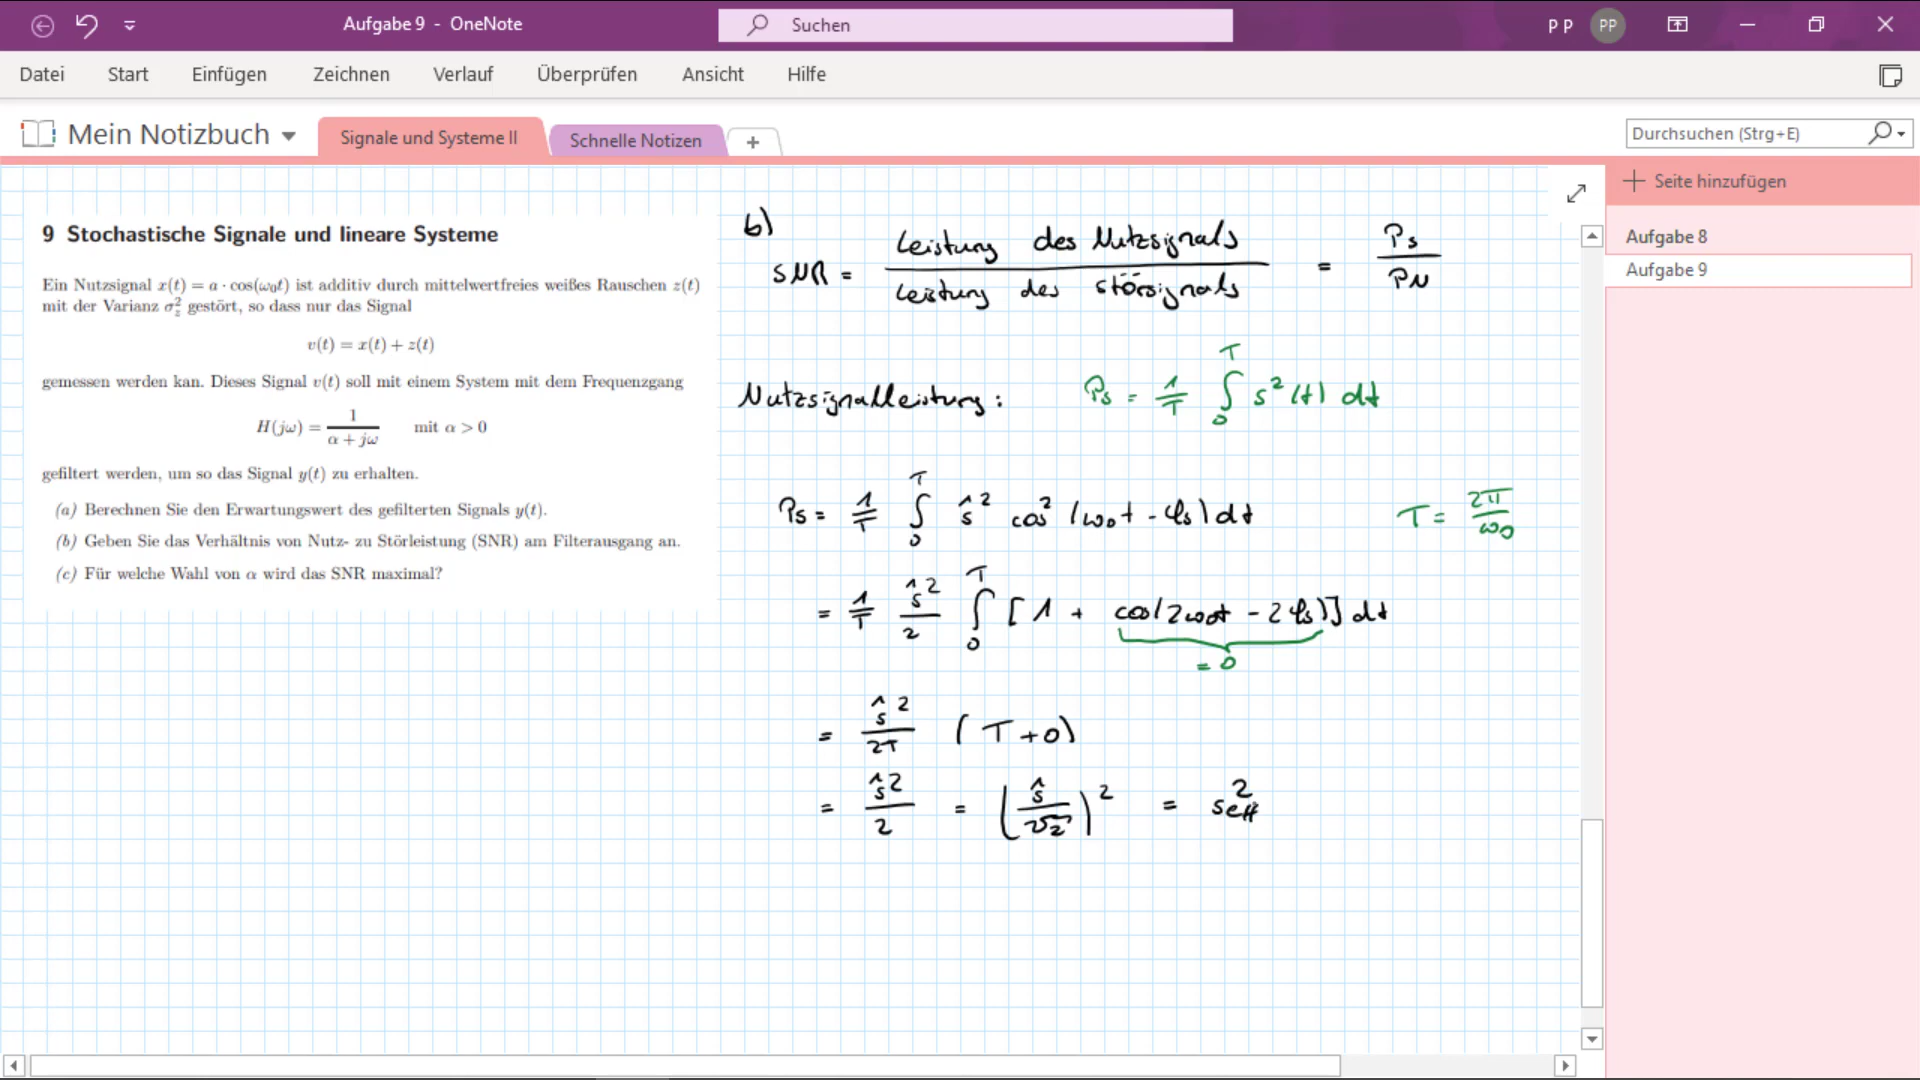 Aufgabe 9 - OneNote
Suchen
P P
PP
Datei Start Einfügen Zeichnen Verlauf Überprüfen Ansicht Hilfe
Mein Notizbuch
Signale und Systeme II
Schnelle Notizen
+
Durchsuchen (Strg+E)
Seite hinzufügen
Aufgabe 8
Aufgabe 9
9 Stochastische Signale und lineare Systeme
Ein Nutzsignal x(t) = a · cos(ω₀t) ist additiv durch mittelwertfreies weißes Rauschen z(t)
mit der Varianz σ_z² gestört, so dass nur das Signal
v(t) = x(t) + z(t)
gemessen werden kan. Dieses Signal v(t) soll mit einem System mit dem Frequenzgang
H(jω) = 1/(α + jω) mit α > 0
gefiltert werden, um so das Signal y(t) zu erhalten.
(a) Berechnen Sie den Erwartungswert des gefilterten Signals y(t).
(b) Geben Sie das Verhältnis von Nutz- zu Störleistung (SNR) am Filterausgang an.
(c) Für welche Wahl von α wird das SNR maximal?
b)
SNR = Leistung des Nutzsignals / Leistung des Störsignals = Ps / PN
Nutzsignalleistung: Ps = 1/T ∫₀ᵀ s²(t) dt
Ps = 1/T ∫₀ᵀ ŝ² cos²(ω₀t - φs) dt T = 2π/ω₀
= 1/T ŝ²/2 ∫₀ᵀ [1 + cos(2ω₀t - 2φs)] dt
= 0
= ŝ²/2T (T + 0)
= ŝ²/2 = (ŝ/√2)² = s²eff